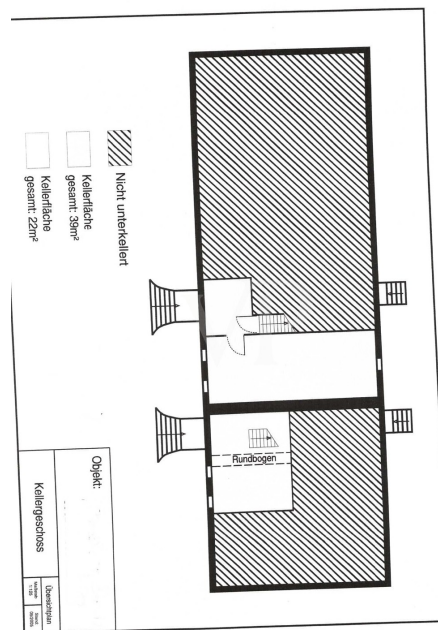 Nicht unterkellert
Kellerfläche
gesamt: 39m²
Kellerfläche
gesamt: 22m²
Rundbogen
Objekt:
Kellergeschoss
Übersichtsplan